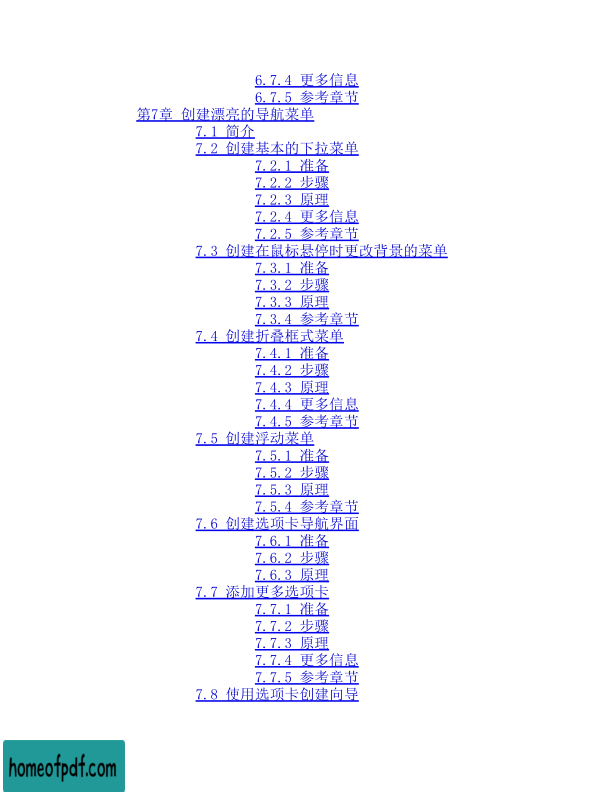 6.7.4 更多信息
6.7.5 参考章节
第7章 创建漂亮的导航菜单
7.1 简介
7.2 创建基本的下拉菜单
7.2.1 准备
7.2.2 步骤
7.2.3 原理
7.2.4 更多信息
7.2.5 参考章节
7.3 创建在鼠标悬停时更改背景的菜单
7.3.1 准备
7.3.2 步骤
7.3.3 原理
7.3.4 参考章节
7.4 创建折叠框式菜单
7.4.1 准备
7.4.2 步骤
7.4.3 原理
7.4.4 更多信息
7.4.5 参考章节
7.5 创建浮动菜单
7.5.1 准备
7.5.2 步骤
7.5.3 原理
7.5.4 参考章节
7.6 创建选项卡导航界面
7.6.1 准备
7.6.2 步骤
7.6.3 原理
7.7 添加更多选项卡
7.7.1 准备
7.7.2 步骤
7.7.3 原理
7.7.4 更多信息
7.7.5 参考章节
7.8 使用选项卡创建向导
homeofpdf.com